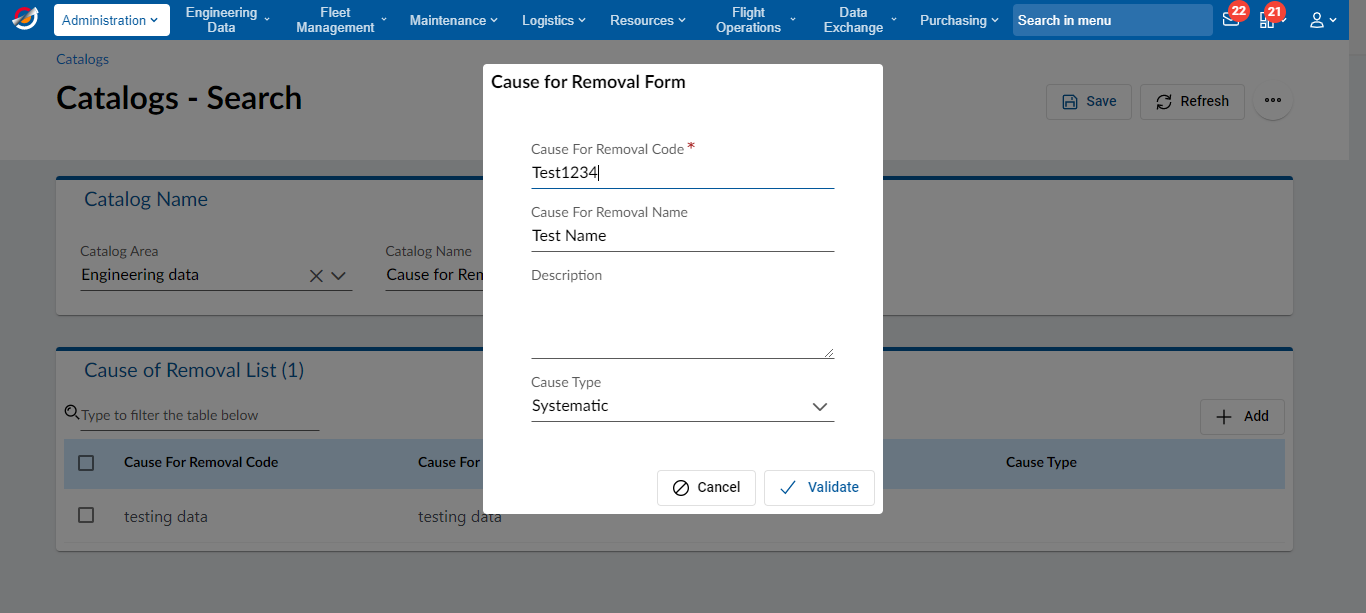 Administration
Engineering Data
Fleet Management
Maintenance
Logistics
Resources
Flight Operations
Data Exchange
Purchasing
Search in menu
22
21
Catalogs
Catalogs - Search
Save
Refresh
Catalog Name
Catalog Area
Engineering data
Catalog Name
Cause for Rem
Cause of Removal List (1)
Type to filter the table below
Add
Cause For Removal Code
Cause For
Cause Type
testing data
testing data
Cause for Removal Form
Cause For Removal Code *
Test1234
Cause For Removal Name
Test Name
Description
Cause Type
Systematic
Cancel
Validate